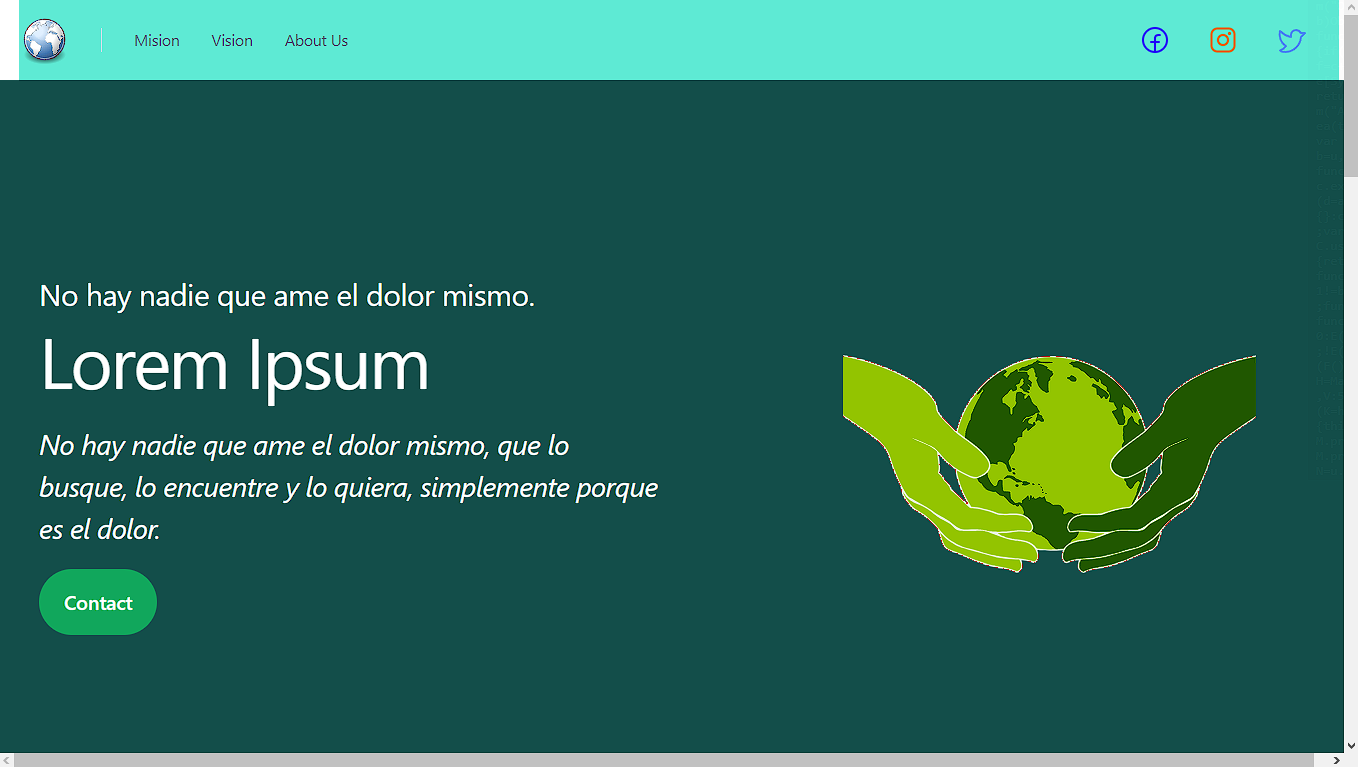 Mision
Vision
About Us
No hay nadie que ame el dolor mismo.
Lorem Ipsum
No hay nadie que ame el dolor mismo, que lo
busque, lo encuentre y lo quiera, simplemente porque
es el dolor.
Contact